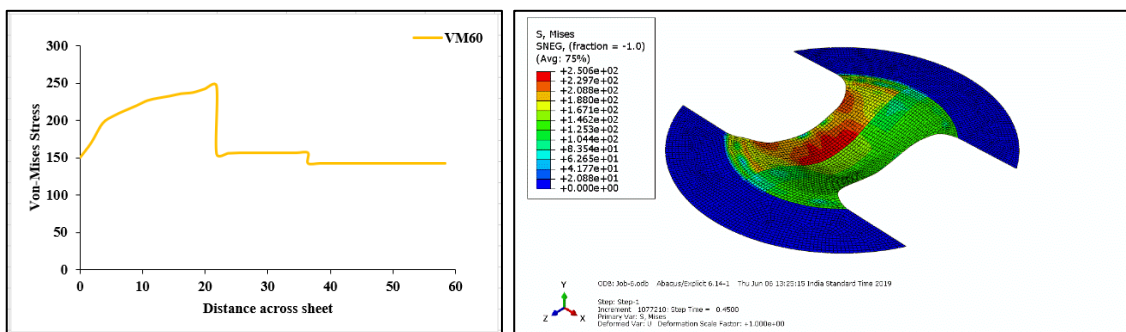 VM60
300
250
200
150
100
50
0
0 10 20 30 40 50 60
Von-Mises Stress
Distance across sheet
S, Mises
SNEG, (fraction = -1.0)
(Avg: 75%)
+2.506e+02
+2.297e+02
+2.088e+02
+1.880e+02
+1.671e+02
+1.462e+02
+1.253e+02
+1.044e+02
+8.354e+01
+6.265e+01
+4.177e+01
+2.088e+01
+0.000e+00
Y
Z X
ODB: Job-6.odb Abaqus/Explicit 6.14-1 Thu Jun 06 13:25:15 India Standard Time 2019
Step: Step-1
Increment 1077210: Step Time = 0.4500
Primary Var: S, Mises
Deformed Var: U Deformation Scale Factor: +1.000e+00